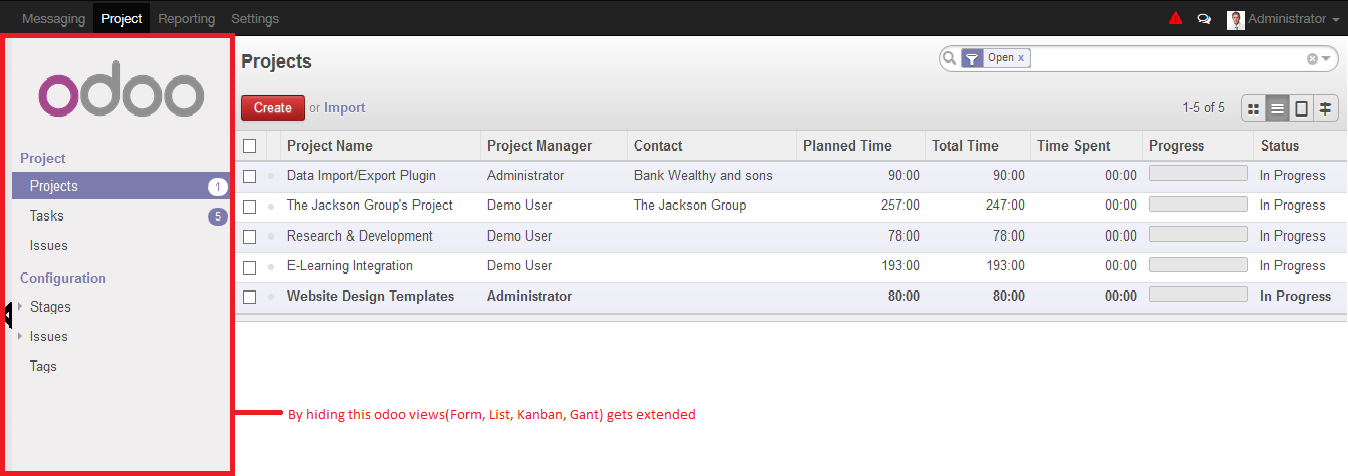 Messaging Project Reporting Settings Administrator
odoo
Project
Projects 1
Tasks 5
Issues
Configuration
Stages
Issues
Tags
Projects
Open x
Create or Import
1-5 of 5
Project Name Project Manager Contact Planned Time Total Time Time Spent Progress Status
Data Import/Export Plugin Administrator Bank Wealthy and sons 90:00 90:00 00:00 In Progress
The Jackson Group's Project Demo User The Jackson Group 257:00 247:00 00:00 In Progress
Research & Development Demo User 78:00 78:00 00:00 In Progress
E-Learning Integration Demo User 193:00 193:00 00:00 In Progress
Website Design Templates Administrator 80:00 80:00 00:00 In Progress
By hiding this odoo views(Form, List, Kanban, Gant) gets extended